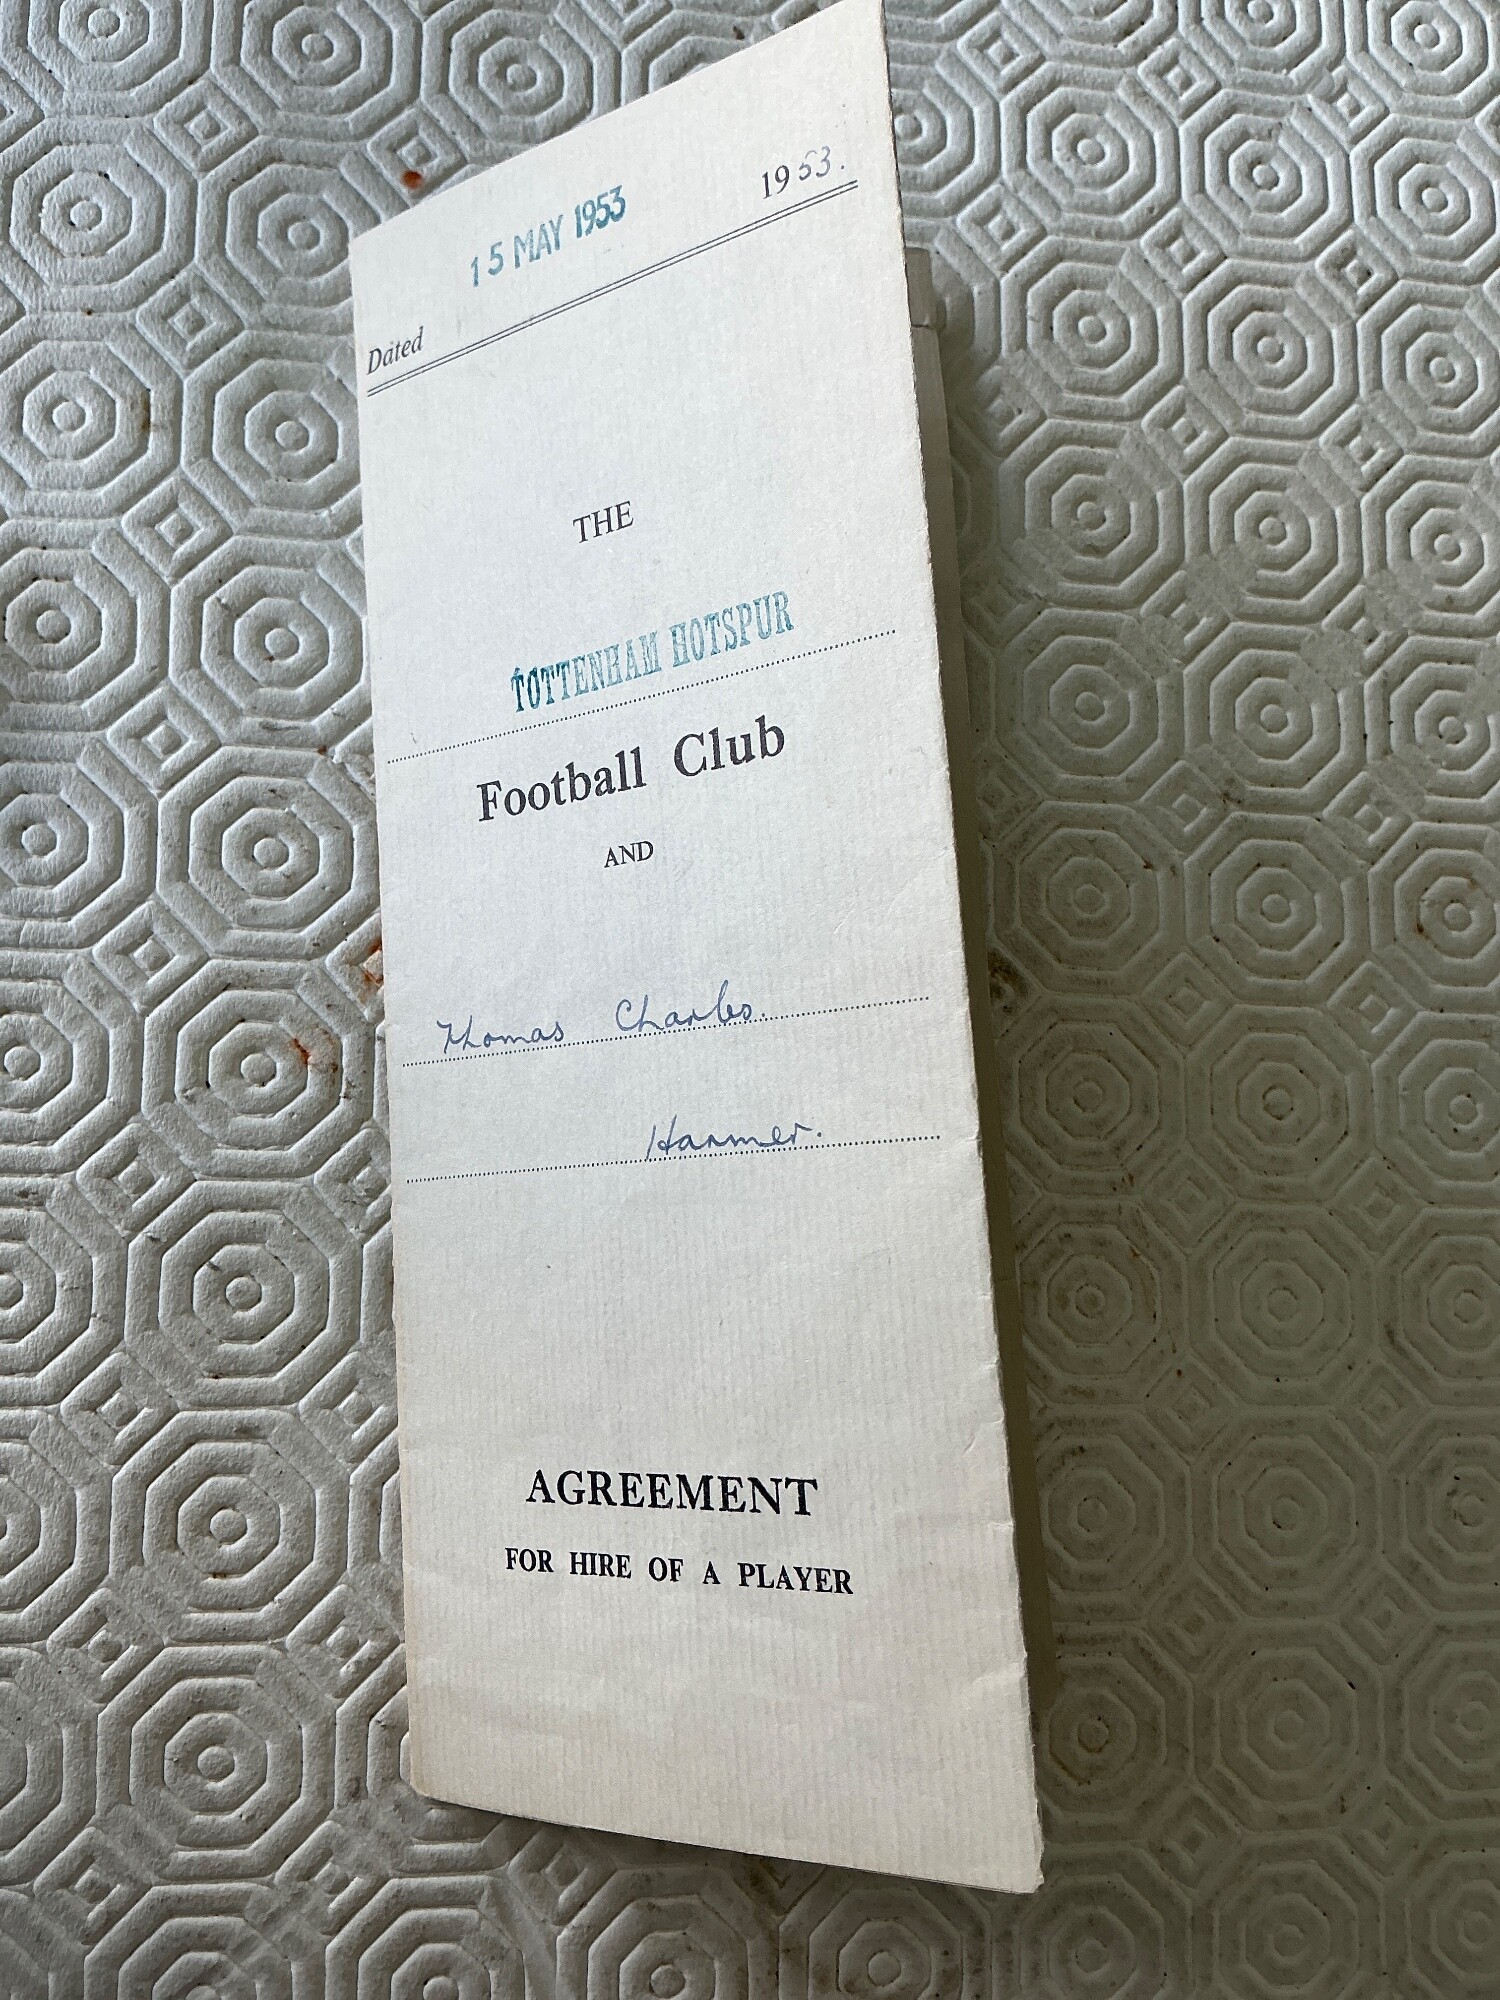 15 MAY 1953
Dated 1953.
THE
TOTTENHAM HOTSPUR
Football Club
AND
Thomas Charles.
Harmer.
AGREEMENT
FOR HIRE OF A PLAYER